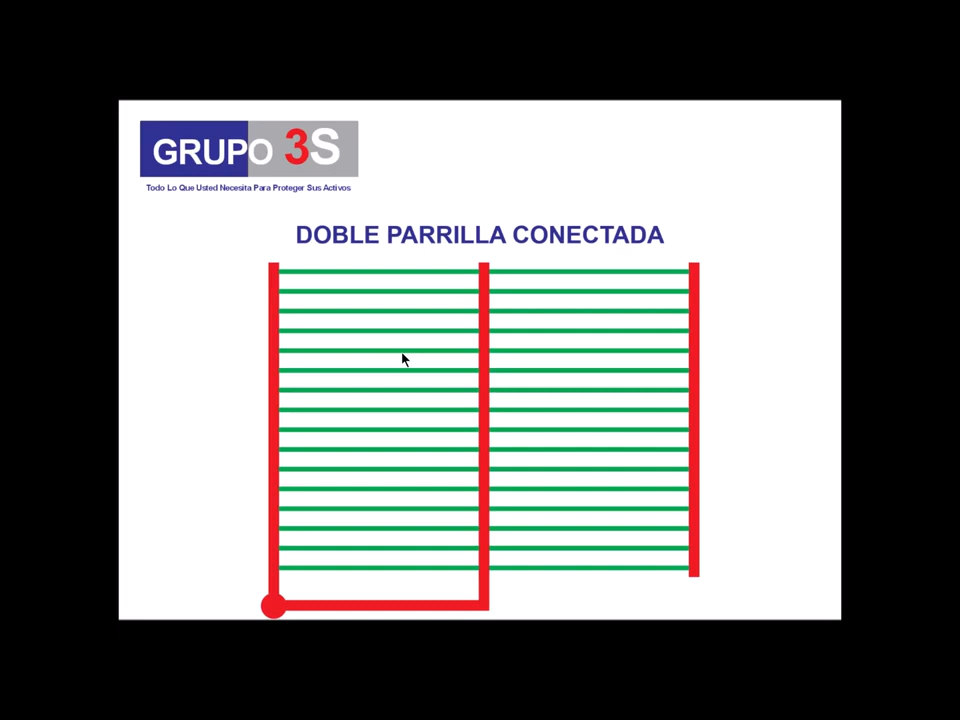 GRUPO 3S
Todo Lo Que Usted Necesita Para Proteger Sus Activos
DOBLE PARRILLA CONECTADA